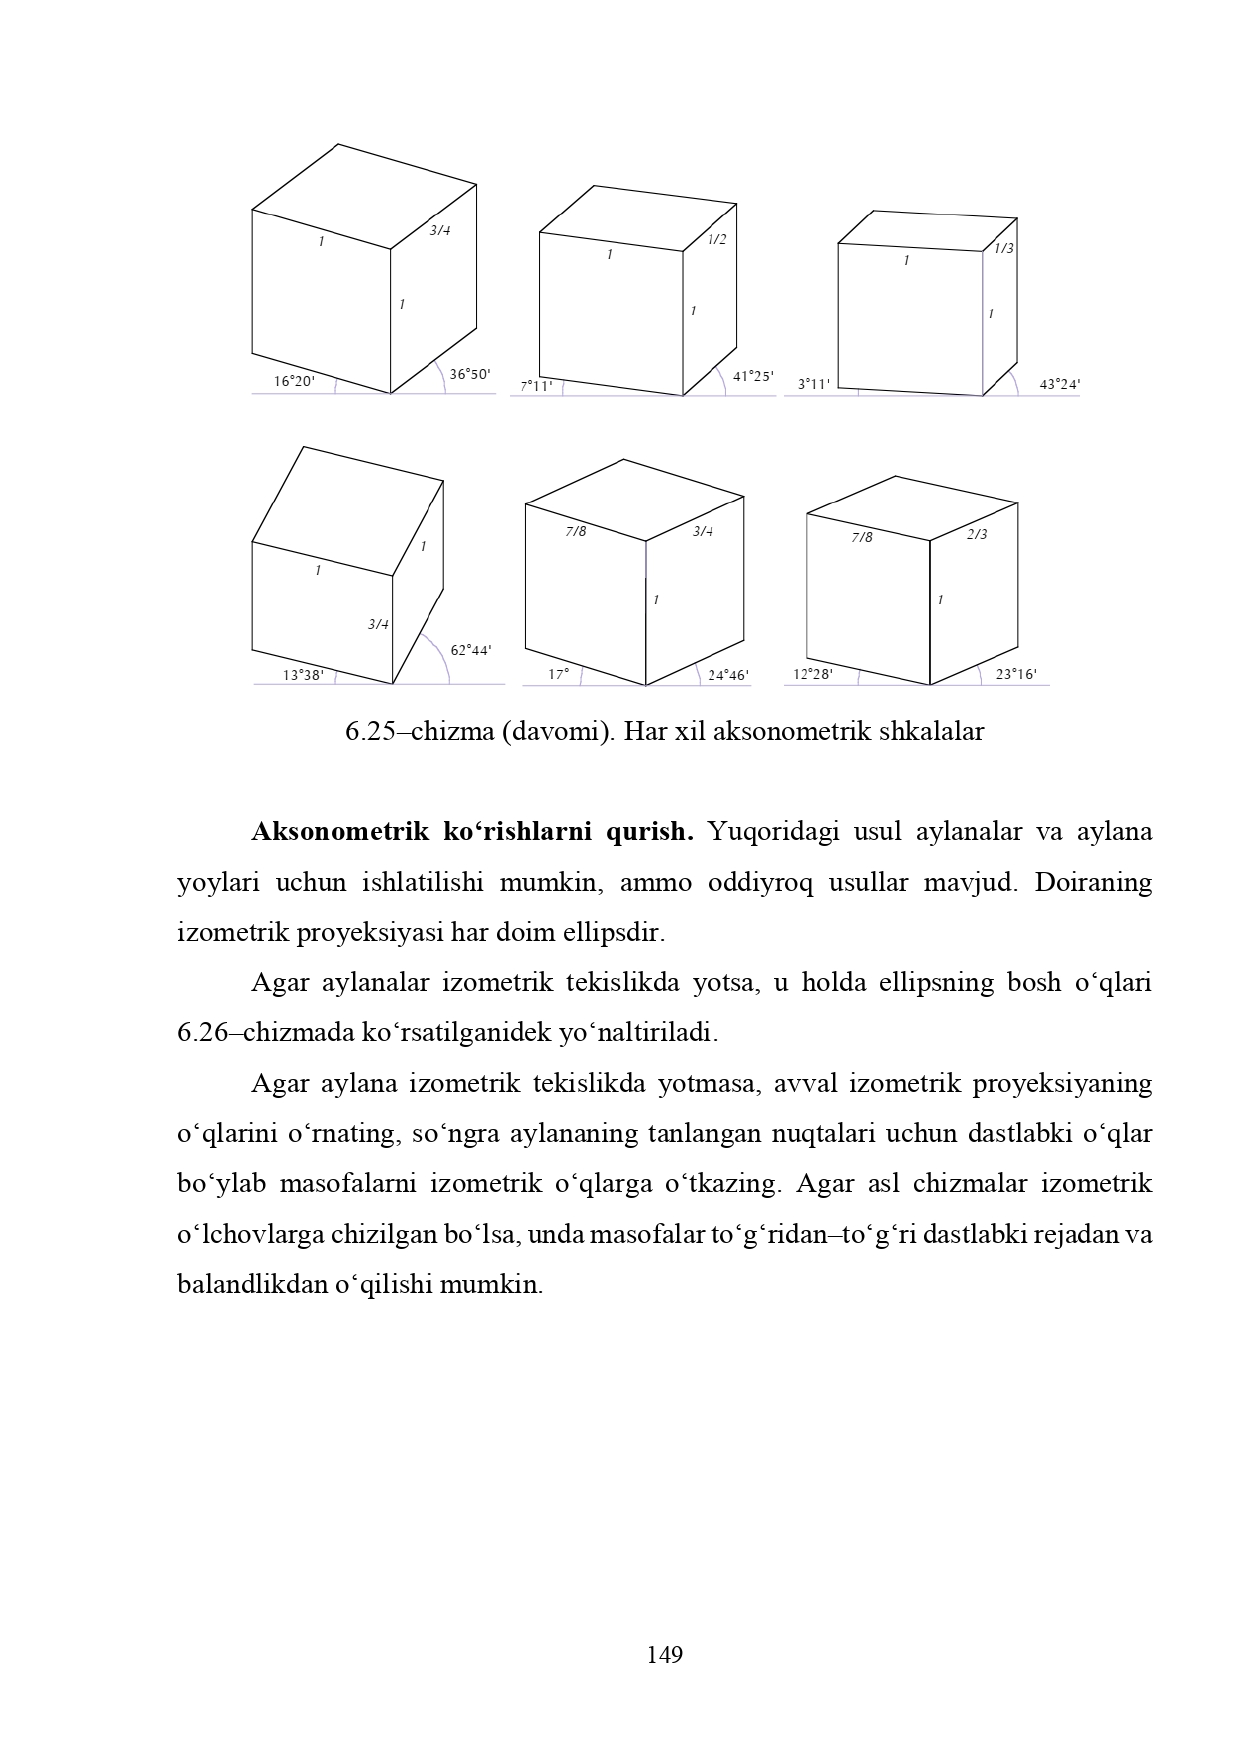 1
3/4
1
16°20'
36°50'
1
1/2
1
7°11'
41°25'
1
1/3
1
3°11'
43°24'
1
1
3/4
13°38'
62°44'
7/8
3/4
1
17°
24°46'
7/8
2/3
1
12°28'
23°16'
6.25–chizma (davomi). Har xil aksonometrik shkalalar
Aksonometrik ko‘rishlarni qurish. Yuqoridagi usul aylanalar va aylana
yoylari uchun ishlatilishi mumkin, ammo oddiyroq usullar mavjud. Doiraning
izometrik proyeksiyasi har doim ellipsdir.
Agar aylanalar izometrik tekislikda yotsa, u holda ellipsning bosh o‘qlari
6.26–chizmada ko‘rsatilganidek yo‘naltiriladi.
Agar aylana izometrik tekislikda yotmasa, avval izometrik proyeksiyaning
o‘qlarini o‘rnating, so‘ngra aylananing tanlangan nuqtalari uchun dastlabki o‘qlar
bo‘ylab masofalarni izometrik o‘qlarga o‘tkazing. Agar asl chizmalar izometrik
o‘lchovlarga chizilgan bo‘lsa, unda masofalar to‘g‘ridan–to‘g‘ri dastlabki rejadan va
balandlikdan o‘qilishi mumkin.
149